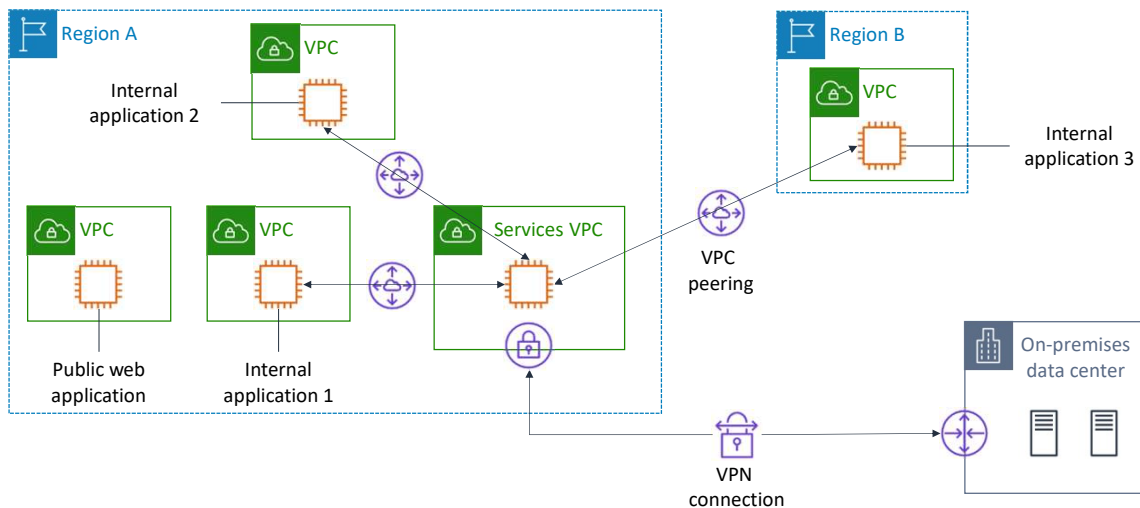 Region A
VPC
Internal
application 2
VPC
Public web
application
VPC
Internal
application 1
Services VPC
VPC
peering
Region B
VPC
Internal
application 3
VPN
connection
On-premises
data center